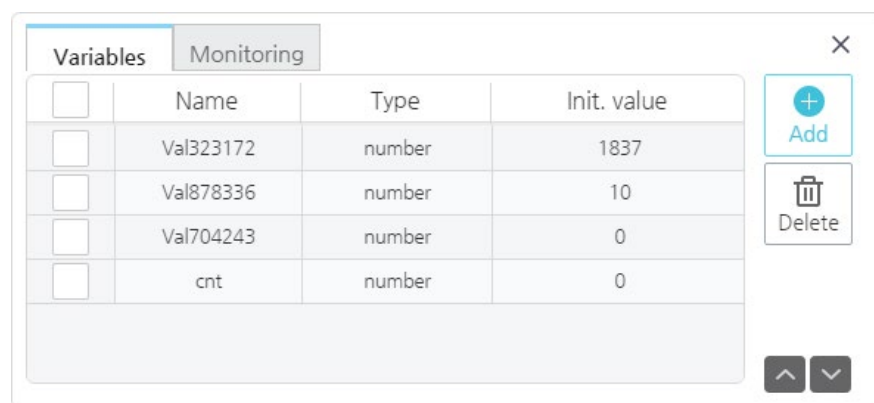 Variables Monitoring
Name Type Init. value
Add
Val323172 number 1837
Val878336 number 10
Delete
Val704243 number 0
cnt number 0